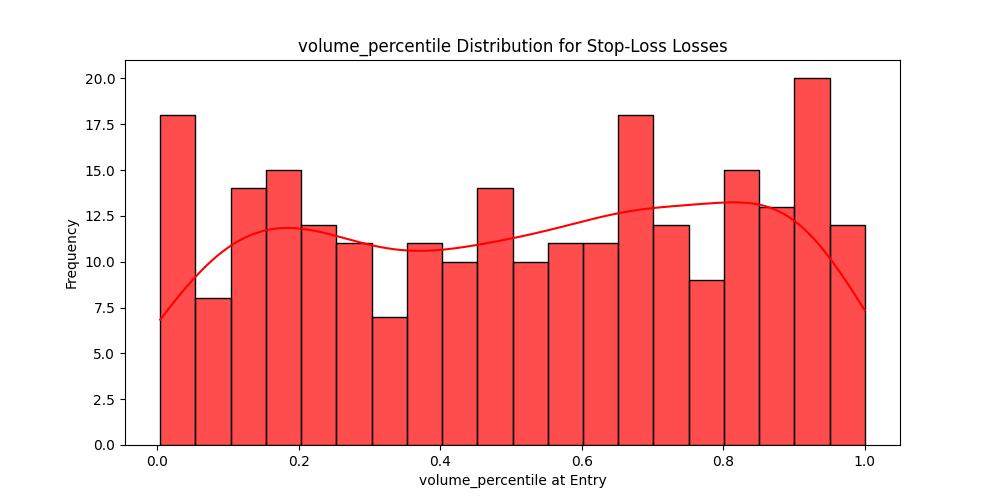 volume_percentile Distribution for Stop-Loss Losses
20.0
17.5
15.0
12.5
10.0
7.5
5.0
2.5
0.0
Frequency
0.0 0.2 0.4 0.6 0.8 1.0
volume_percentile at Entry